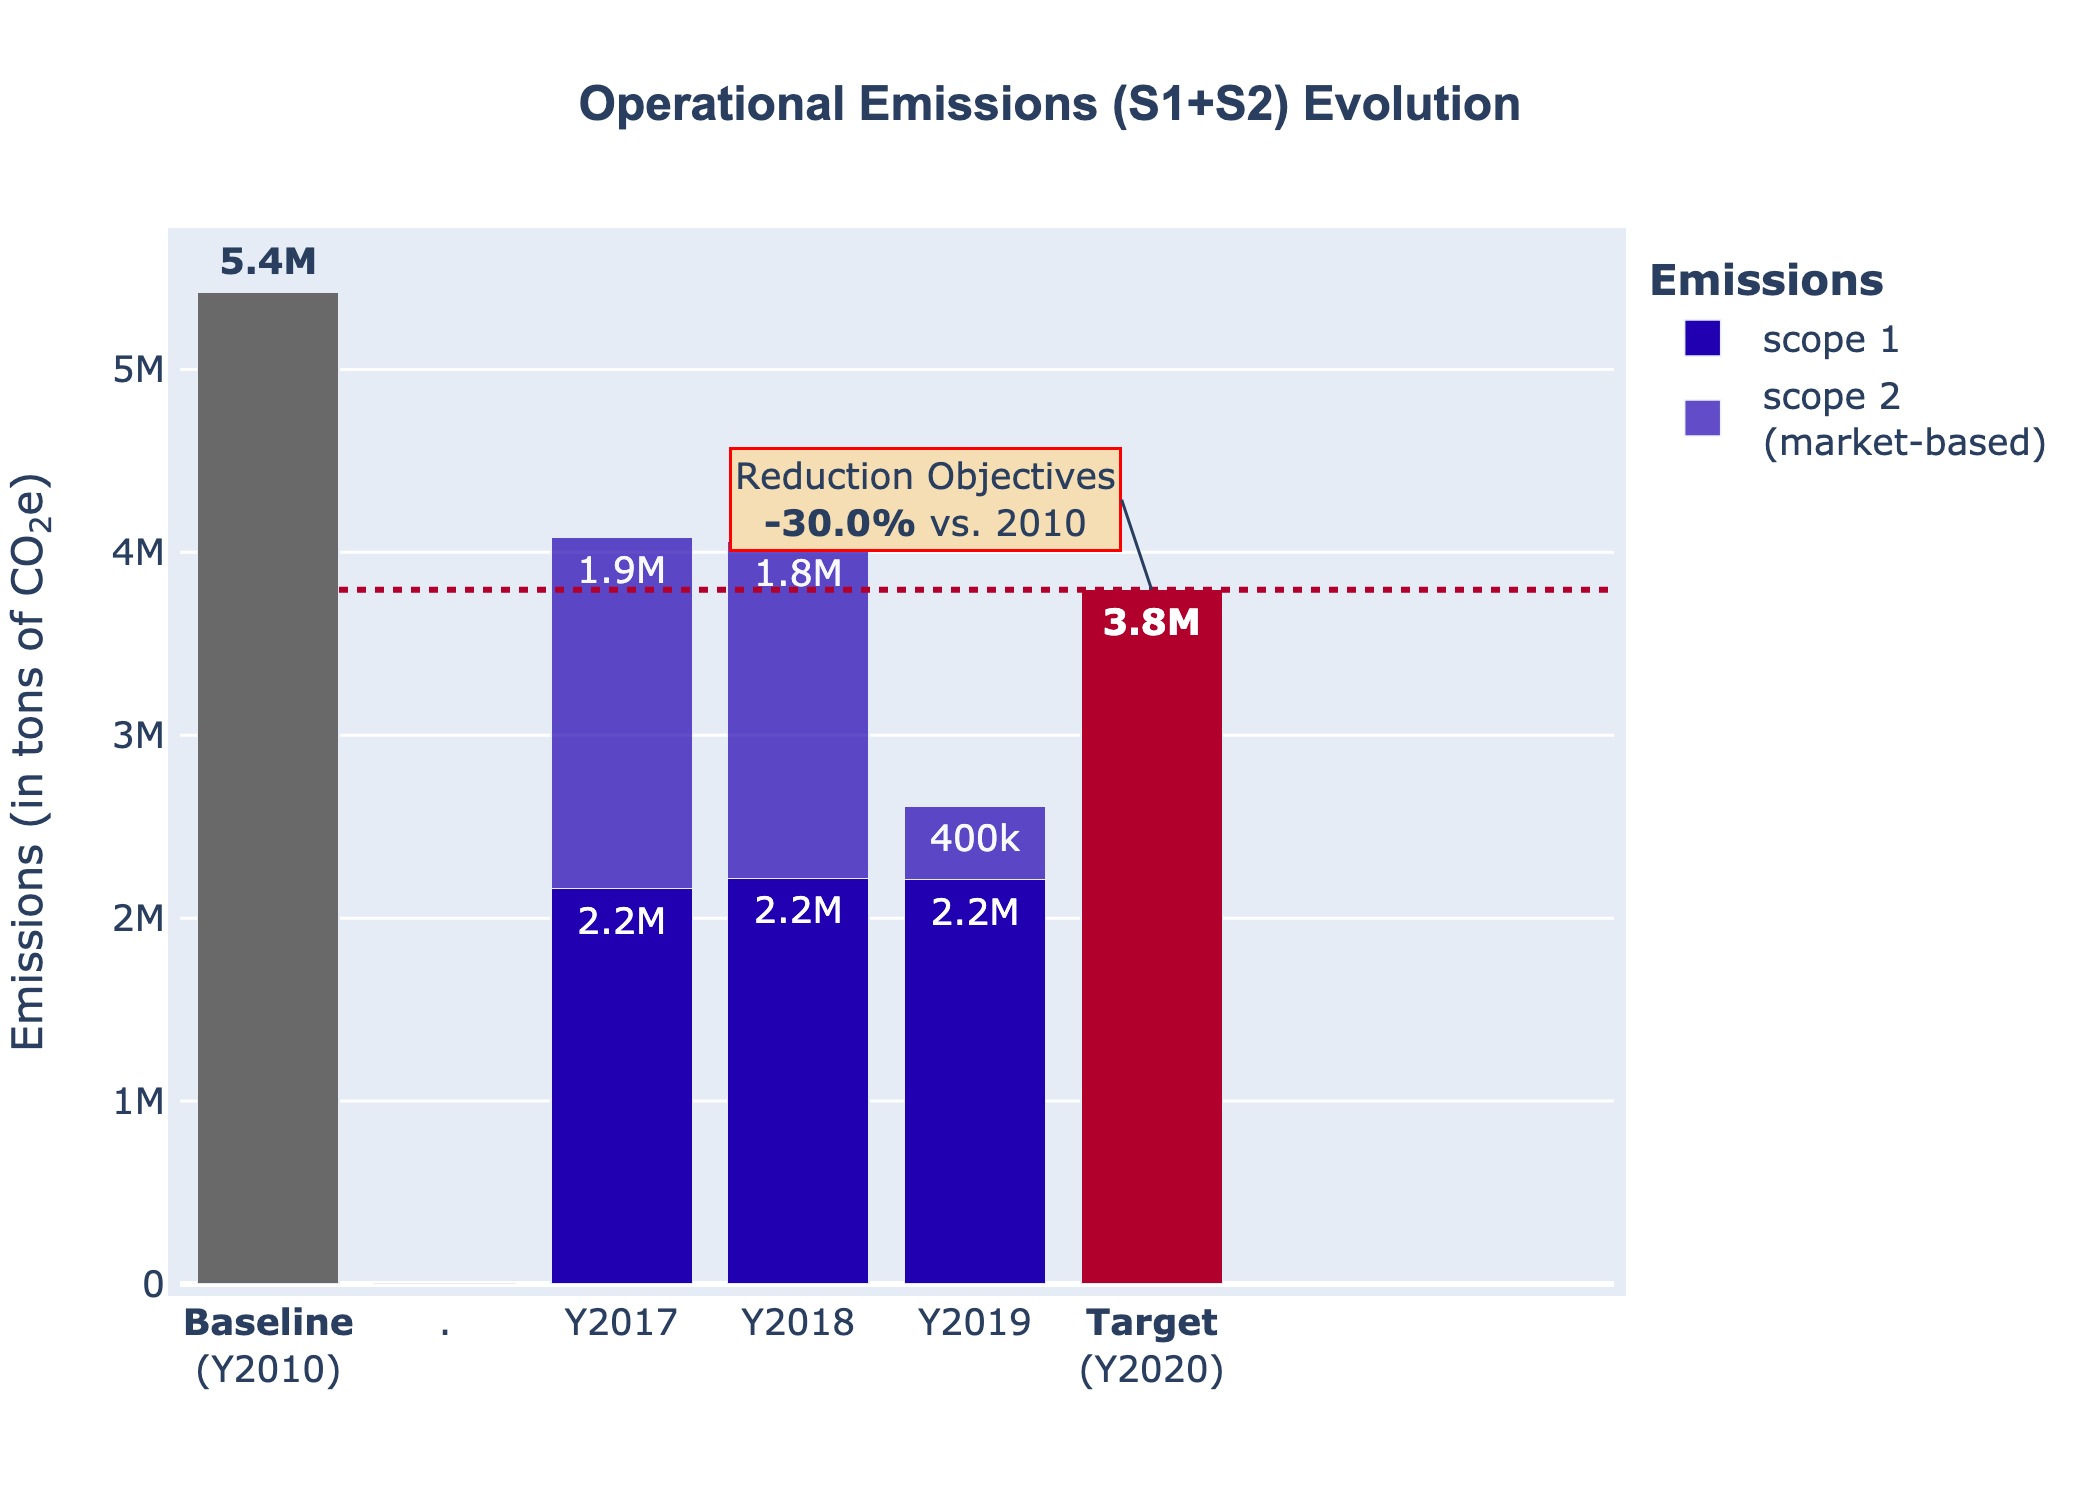 Operational Emissions (S1+S2) Evolution
Emissions (in tons of CO₂e)
5M
4M
3M
2M
1M
0
5.4M
Reduction Objectives
-30.0% vs. 2010
1.9M
1.8M
3.8M
400k
2.2M
2.2M
2.2M
Baseline
(Y2010)
.
Y2017
Y2018
Y2019
Target
(Y2020)
Emissions
scope 1
scope 2
(market-based)